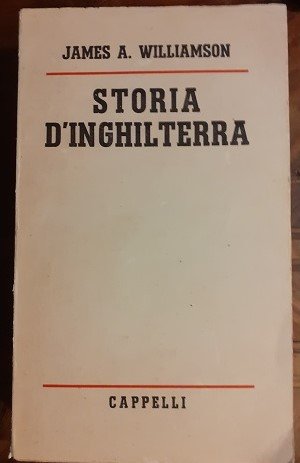 JAMES A. WILLIAMSON
STORIA
D'INGHILTERRA
CAPPELLI